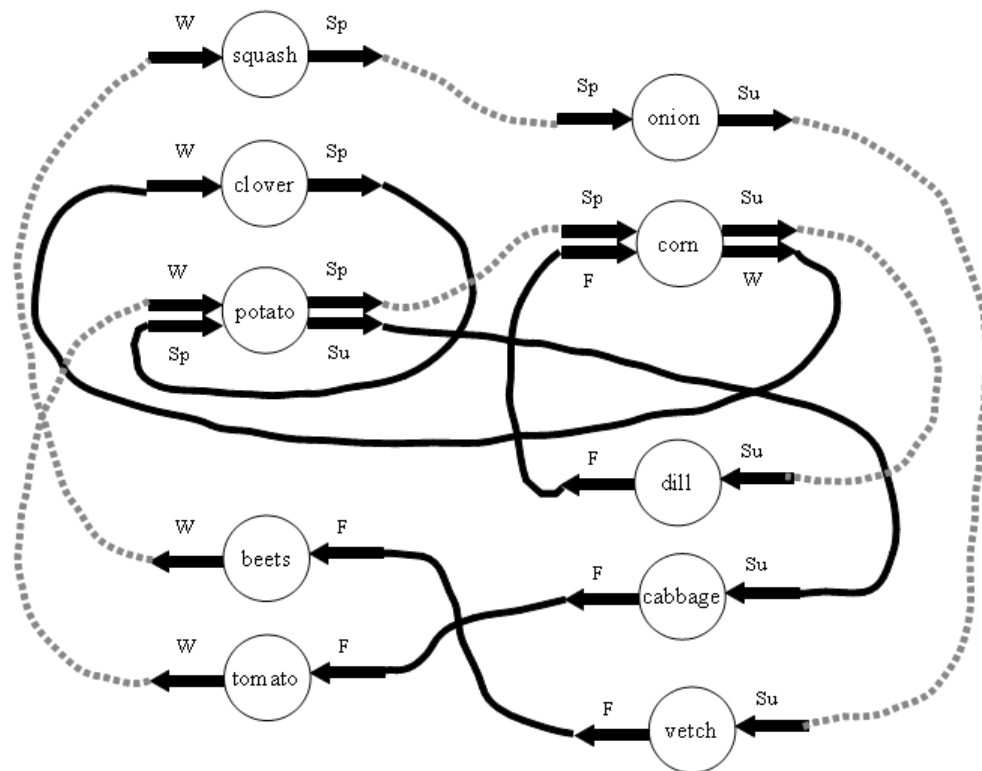 W Sp
squash
Sp Su
onion
W Sp
clover
Sp Su
corn
F W
W Sp
potato
Sp Su
F Su
dill
W F
beets
F Su
cabbage
W F
tomato
F Su
vetch